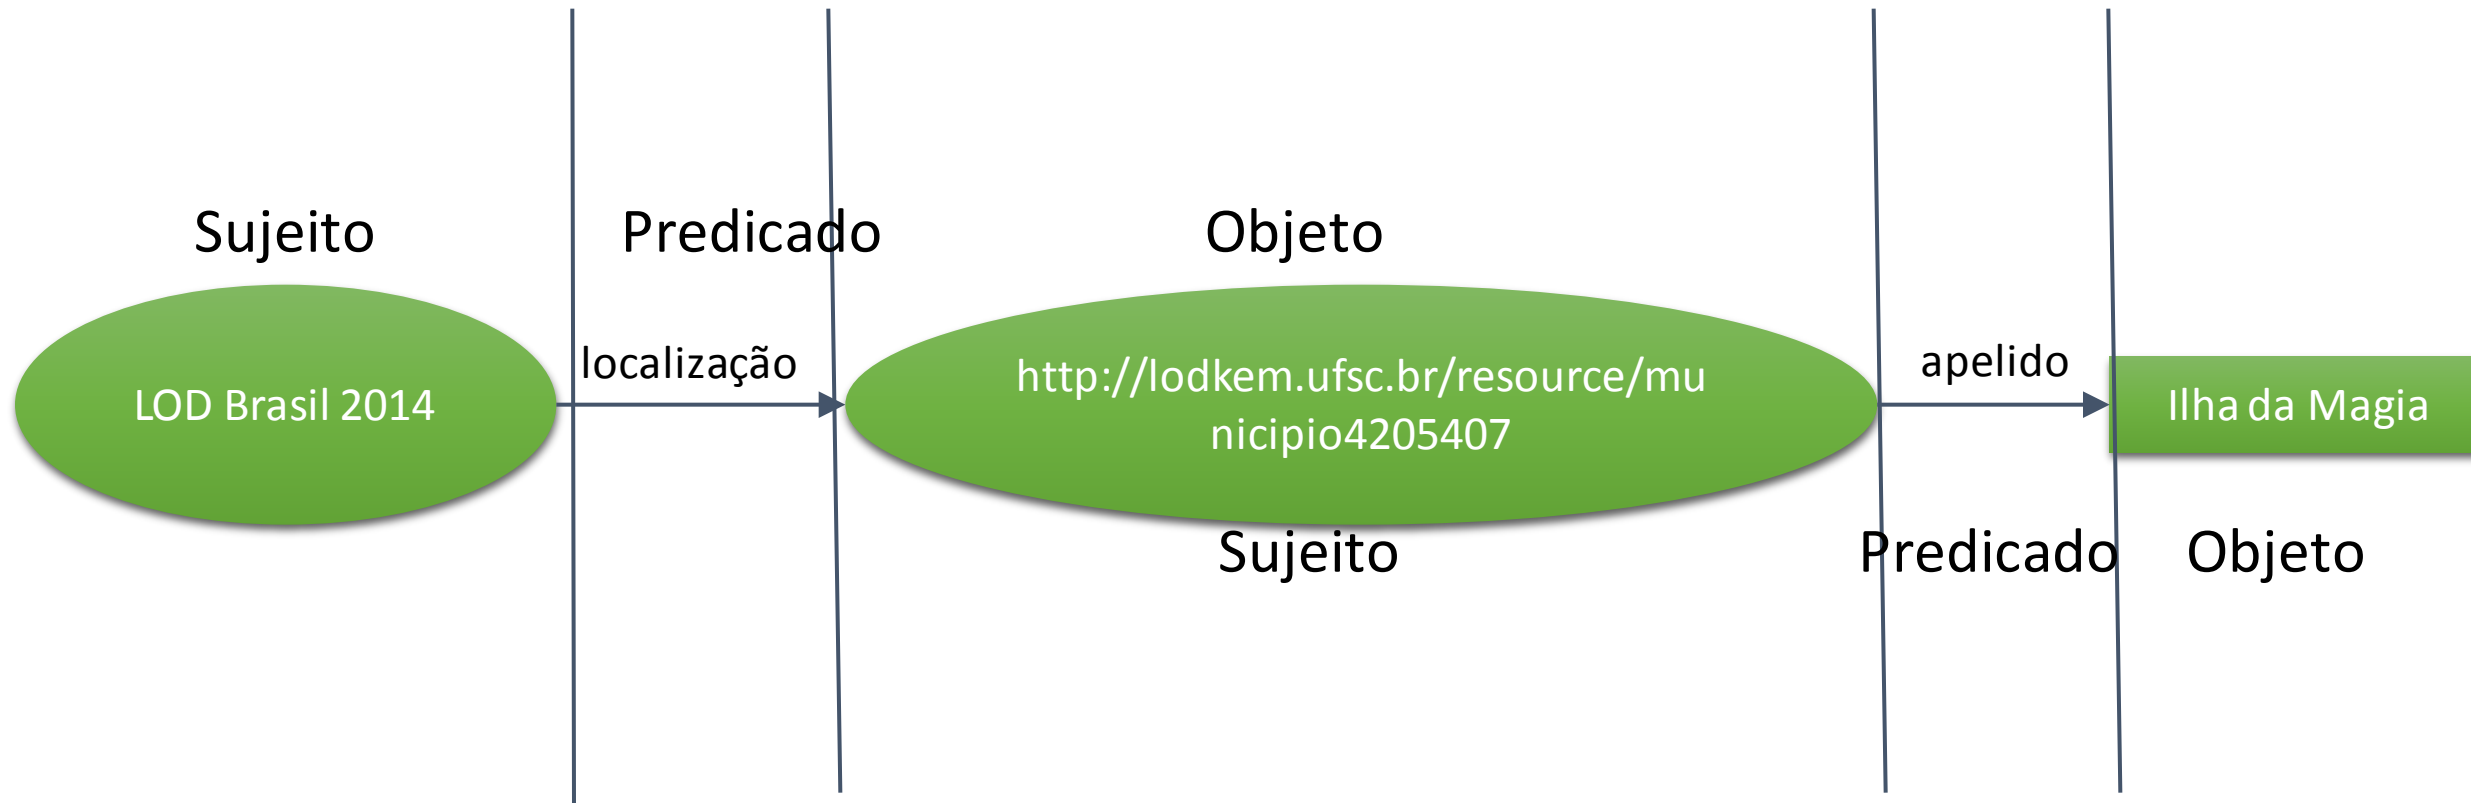 Sujeito
Predicado
Objeto
localização
apelido
LOD Brasil 2014
http://lodkem.ufsc.br/resource/mu
nicipio4205407
Ilha da Magia
Sujeito
Predicado
Objeto